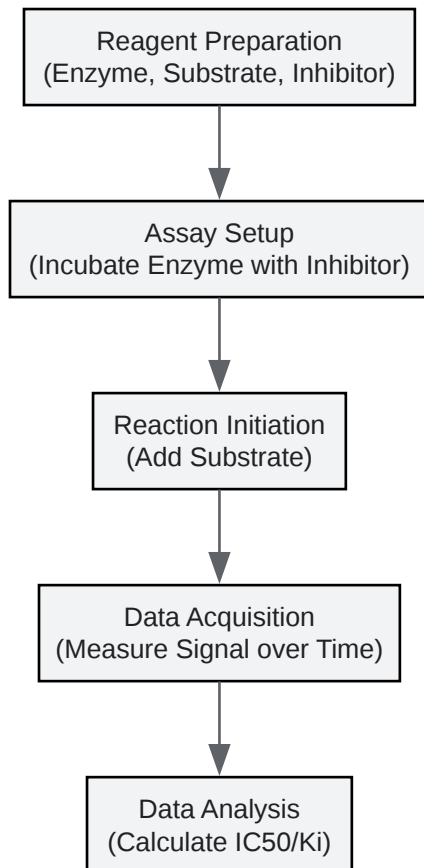 Reagent Preparation
(Enzyme, Substrate, Inhibitor)
Assay Setup
(Incubate Enzyme with Inhibitor)
Reaction Initiation
(Add Substrate)
Data Acquisition
(Measure Signal over Time)
Data Analysis
(Calculate IC50/Ki)